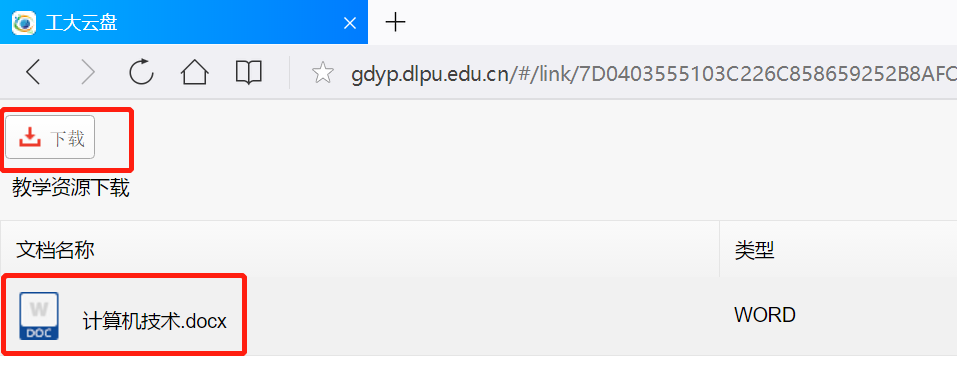 工大云盘
gdyp.dlpu.edu.cn/#/link/7D0403555103C226C858659252B8AFC
下载
教学资源下载
文档名称 类型
W
DOC
计算机技术.docx WORD